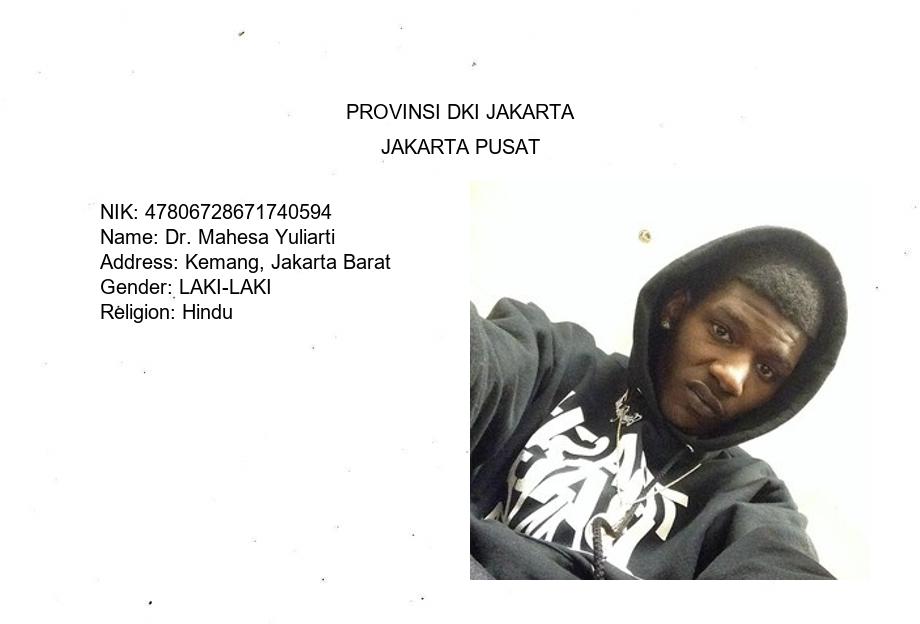 PROVINSI DKI JAKARTA
JAKARTA PUSAT
NIK: 47806728671740594
Name: Dr. Mahesa Yuliarti
Address: Kemang, Jakarta Barat
Gender: LAKI-LAKI
Religion: Hindu